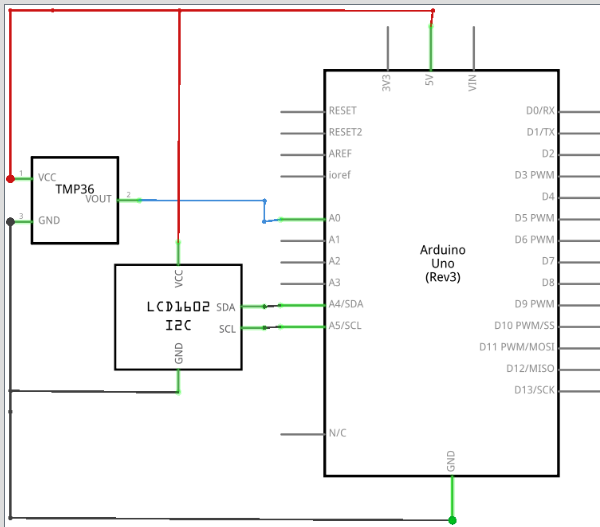 3V3
5V
VIN
RESET
RESET2
AREF
ioref
A0
A1
A2
A3
A4/SDA
A5/SCL
N/C
D0/RX
D1/TX
D2
D3 PWM
D4
D5 PWM
D6 PWM
D7
D8
D9 PWM
D10 PWM/SS
D11 PWM/MOSI
D12/MISO
D13/SCK
Arduino
Uno
(Rev3)
GND
1
VCC
TMP36
VOUT
2
3
GND
VCC
LCD1602
I2C
SDA
SCL
GND